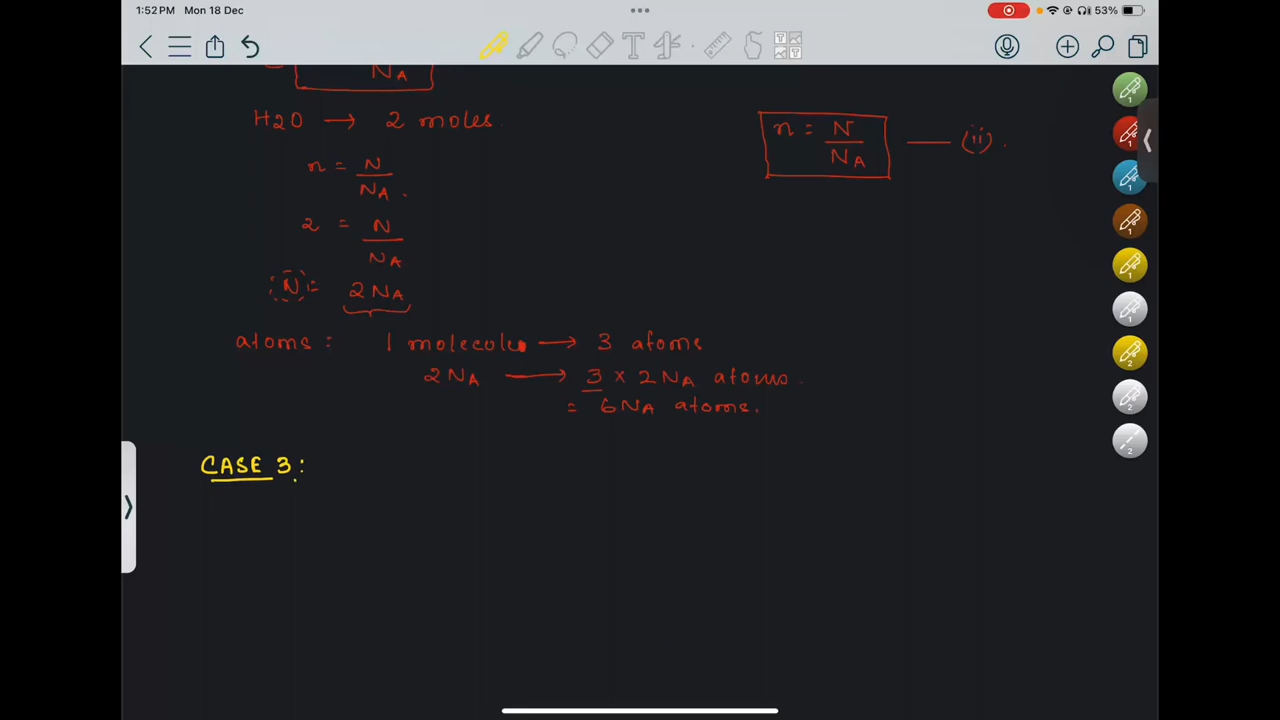 1:52 PM Mon 18 Dec 53%
NA
H2O → 2 moles.
n = N / NA — (ii).
n = N / NA.
2 = N / NA
N = 2NA
atoms : 1 molecule → 3 atoms
2NA → 3 × 2NA atoms.
= 6NA atoms.
CASE 3 :